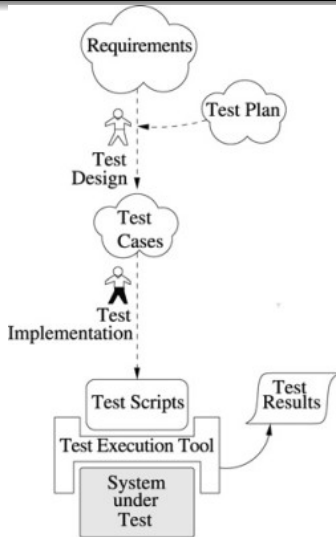 Requirements
Test Plan
Test
Design
Test
Cases
Test
Implementation
Test Scripts
Test
Results
Test Execution Tool
System
under
Test